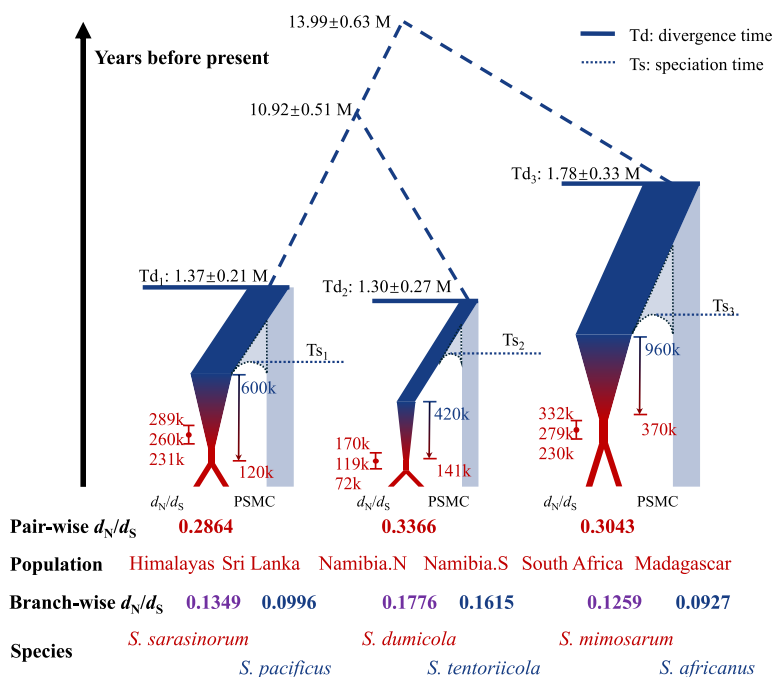 13.99±0.63 M
Td: divergence time
Years before present
Ts: speciation time
10.92±0.51 M
Td3: 1.78±0.33 M
Td1: 1.37±0.21 M
Td2: 1.30±0.27 M
Ts3
Ts1
Ts2
600k
420k
960k
289k
260k
231k
120k
170k
119k
72k
141k
332k
279k
230k
370k
dN/dS PSMC dN/dS PSMC dN/dS PSMC
Pair-wise dN/dS 0.2864 0.3366 0.3043
Population Himalayas Sri Lanka Namibia.N Namibia.S South Africa Madagascar
Branch-wise dN/dS 0.1349 0.0996 0.1776 0.1615 0.1259 0.0927
Species S. sarasinorum S. dumicola S. mimosarum
S. pacificus S. tentoriicola S. africanus